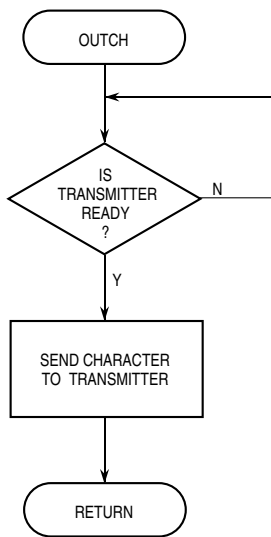 OUTCH
IS
TRANSMITTER
READY
?
N
Y
SEND CHARACTER
TO TRANSMITTER
RETURN